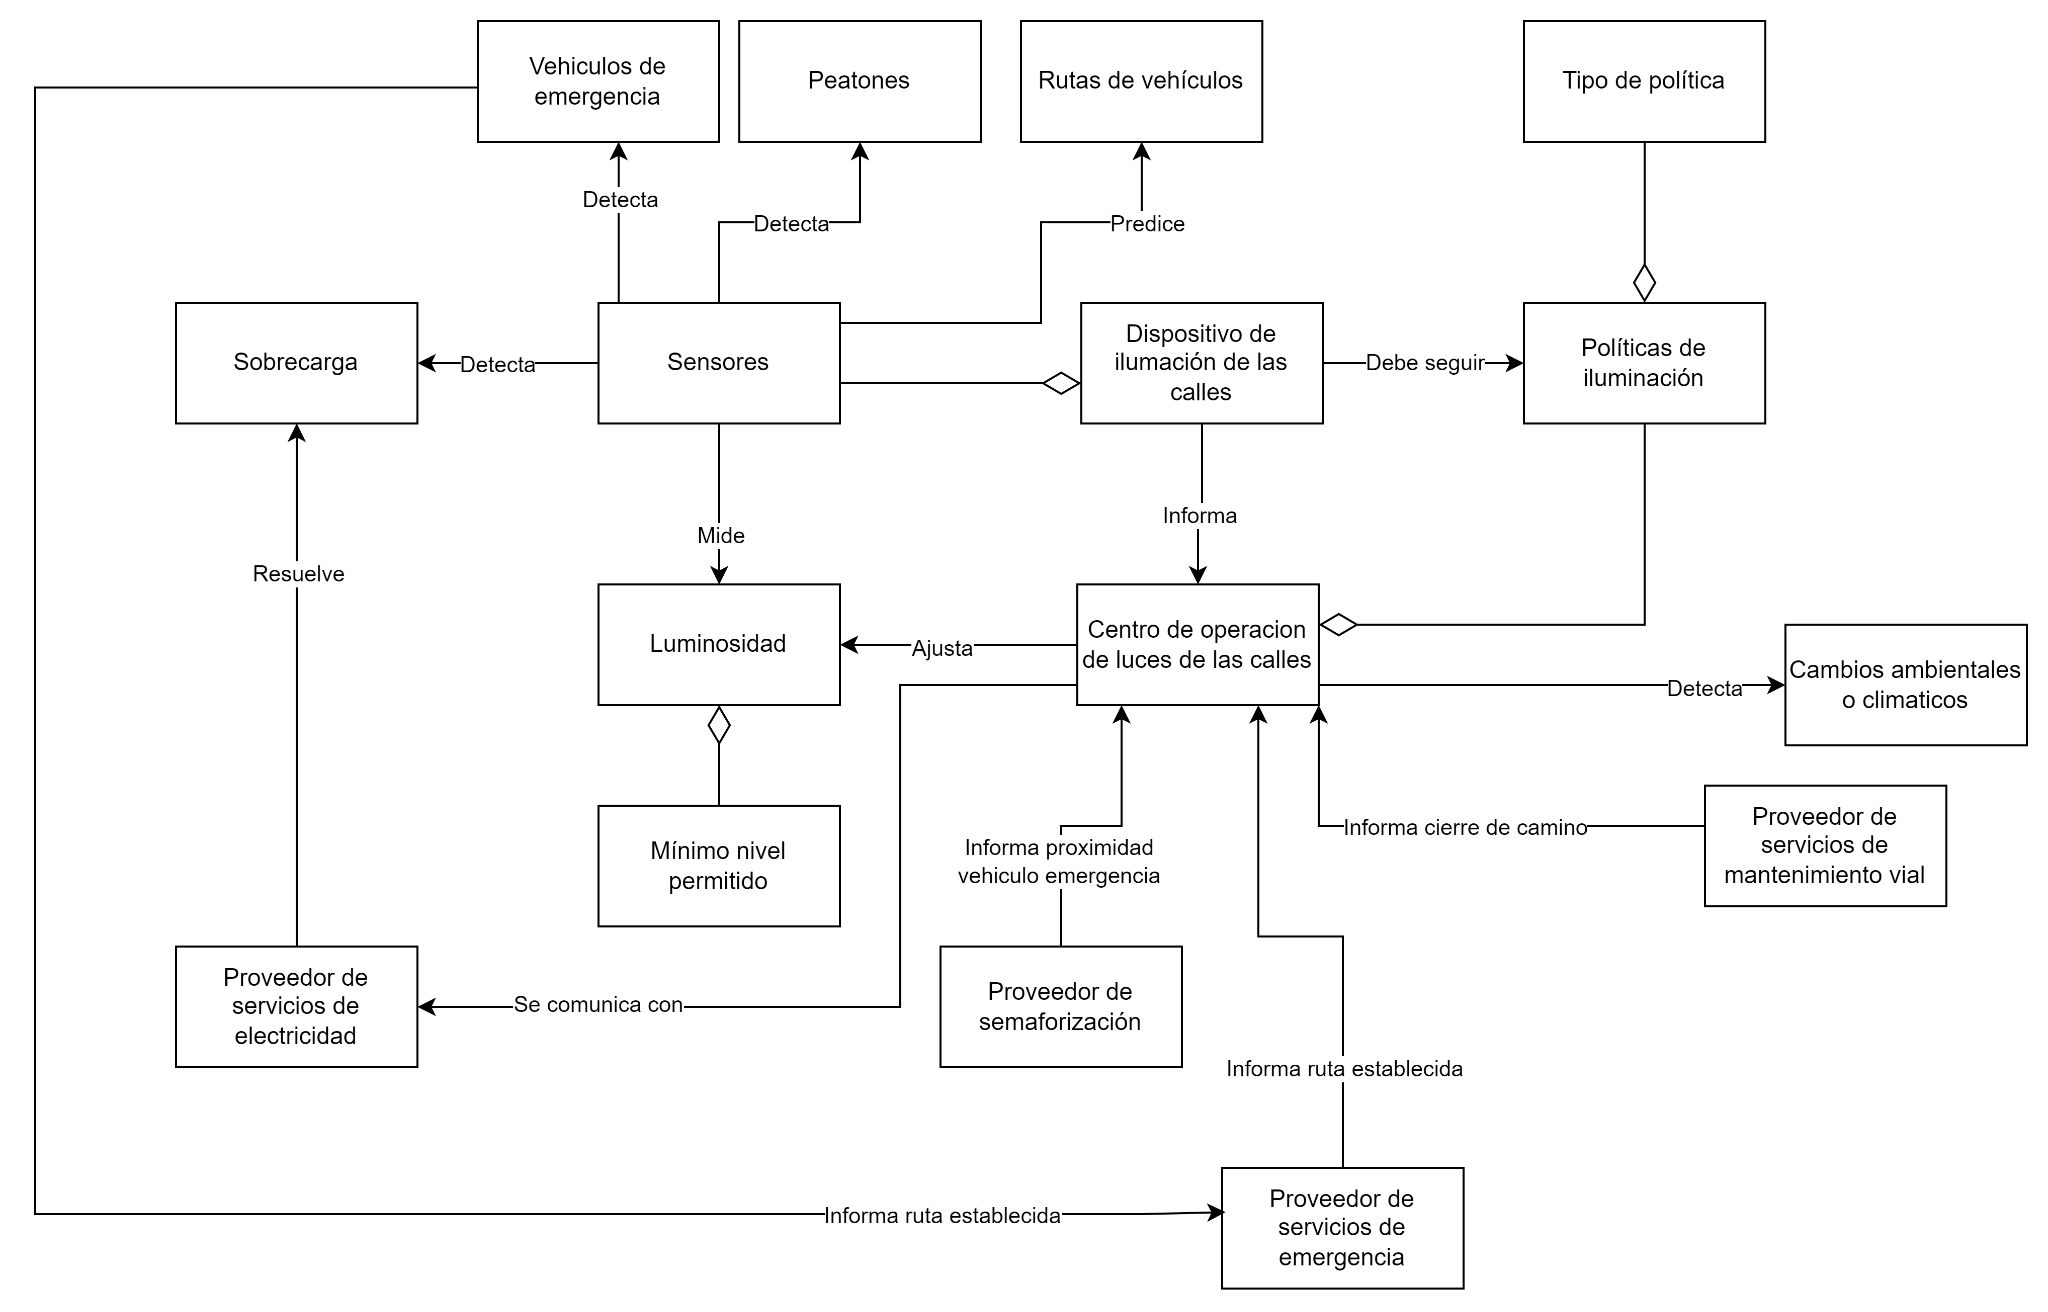 Vehiculos de
emergencia
Peatones
Rutas de vehículos
Tipo de política
Detecta
Detecta
Predice
Sobrecarga
Detecta
Sensores
Dispositivo de
ilumación de las
calles
Debe seguir
Políticas de
iluminación
Informa
Mide
Resuelve
Luminosidad
Ajusta
Centro de operacion
de luces de las calles
Detecta
Cambios ambientales
o climaticos
Mínimo nivel
permitido
Informa proximidad
vehiculo emergencia
Informa cierre de camino
Proveedor de
servicios de
mantenimiento vial
Proveedor de
servicios de
electricidad
Se comunica con
Proveedor de
semaforización
Informa ruta establecida
Informa ruta establecida
Proveedor de
servicios de
emergencia